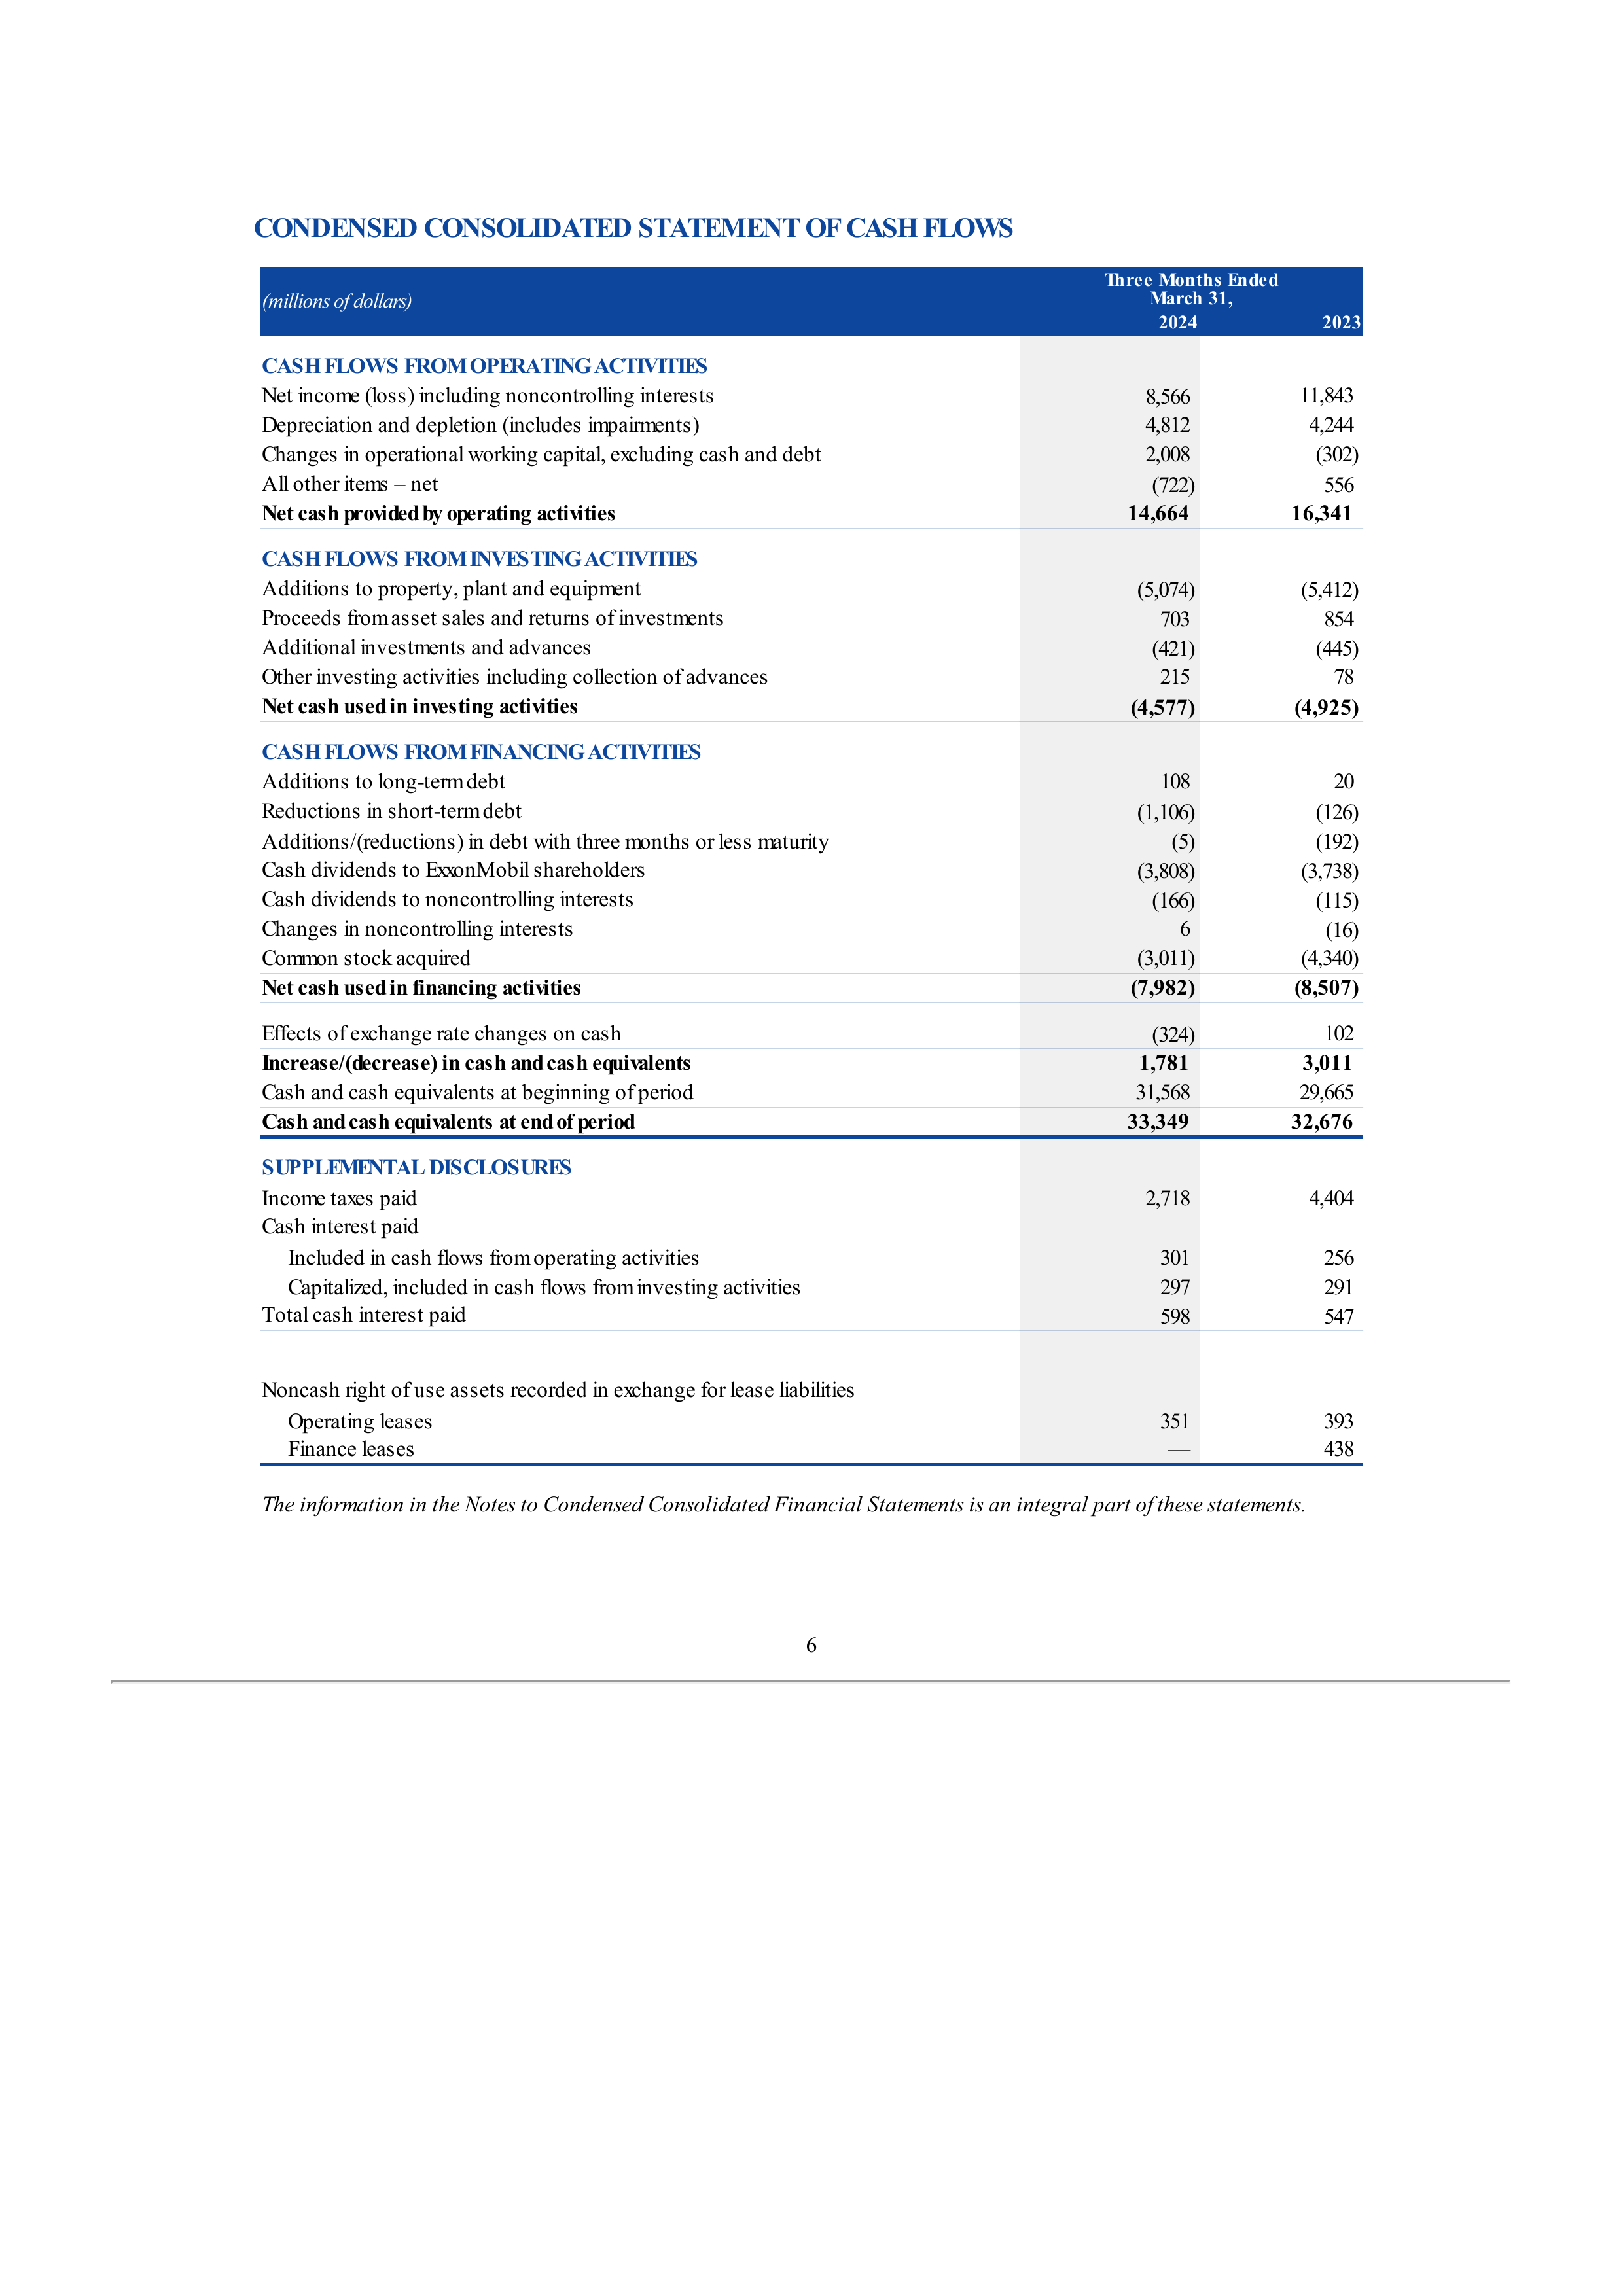 CONDENSED CONSOLIDATED STATEMENT OF CASH FLOWS
(millions of dollars) Three Months Ended
March 31,
2024 2023
CASH FLOWS FROM OPERATING ACTIVITIES
Net income (loss) including noncontrolling interests 8,566 11,843
Depreciation and depletion (includes impairments) 4,812 4,244
Changes in operational working capital, excluding cash and debt 2,008 (302)
All other items – net (722) 556
Net cash provided by operating activities 14,664 16,341
CASH FLOWS FROM INVESTING ACTIVITIES
Additions to property, plant and equipment (5,074) (5,412)
Proceeds from asset sales and returns of investments 703 854
Additional investments and advances (421) (445)
Other investing activities including collection of advances 215 78
Net cash used in investing activities (4,577) (4,925)
CASH FLOWS FROM FINANCING ACTIVITIES
Additions to long-term debt 108 20
Reductions in short-term debt (1,106) (126)
Additions/(reductions) in debt with three months or less maturity (5) (192)
Cash dividends to ExxonMobil shareholders (3,808) (3,738)
Cash dividends to noncontrolling interests (166) (115)
Changes in noncontrolling interests 6 (16)
Common stock acquired (3,011) (4,340)
Net cash used in financing activities (7,982) (8,507)
Effects of exchange rate changes on cash (324) 102
Increase/(decrease) in cash and cash equivalents 1,781 3,011
Cash and cash equivalents at beginning of period 31,568 29,665
Cash and cash equivalents at end of period 33,349 32,676
SUPPLEMENTAL DISCLOSURES
Income taxes paid 2,718 4,404
Cash interest paid
Included in cash flows from operating activities 301 256
Capitalized, included in cash flows from investing activities 297 291
Total cash interest paid 598 547
Noncash right of use assets recorded in exchange for lease liabilities
Operating leases 351 393
Finance leases — 438
The information in the Notes to Condensed Consolidated Financial Statements is an integral part of these statements.
6